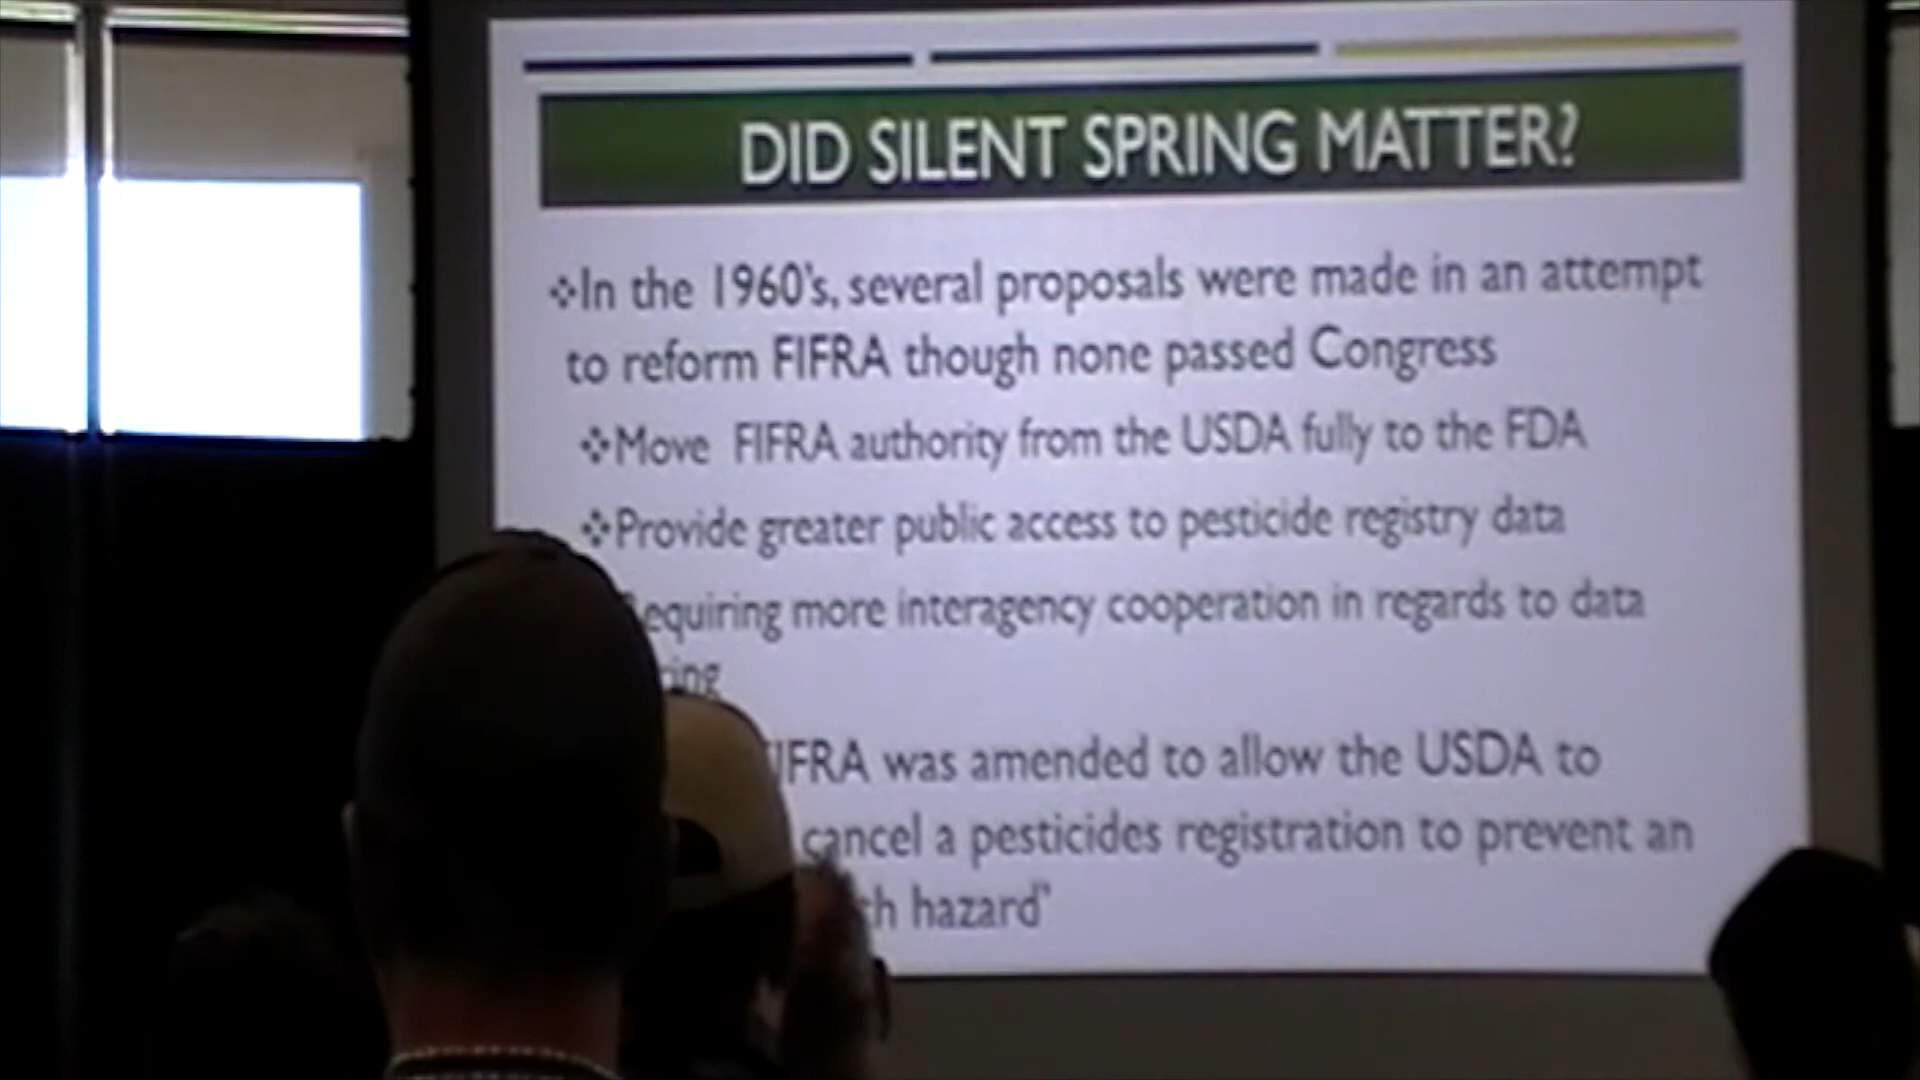 DID SILENT SPRING MATTER?
❖In the 1960's, several proposals were made in an attempt
to reform FIFRA though none passed Congress
❖Move FIFRA authority from the USDA fully to the FDA
❖Provide greater public access to pesticide registry data
more interagency cooperation in regards to data
FIFRA was amended to allow the USDA to
cancel a pesticides registration to prevent an
hazard'